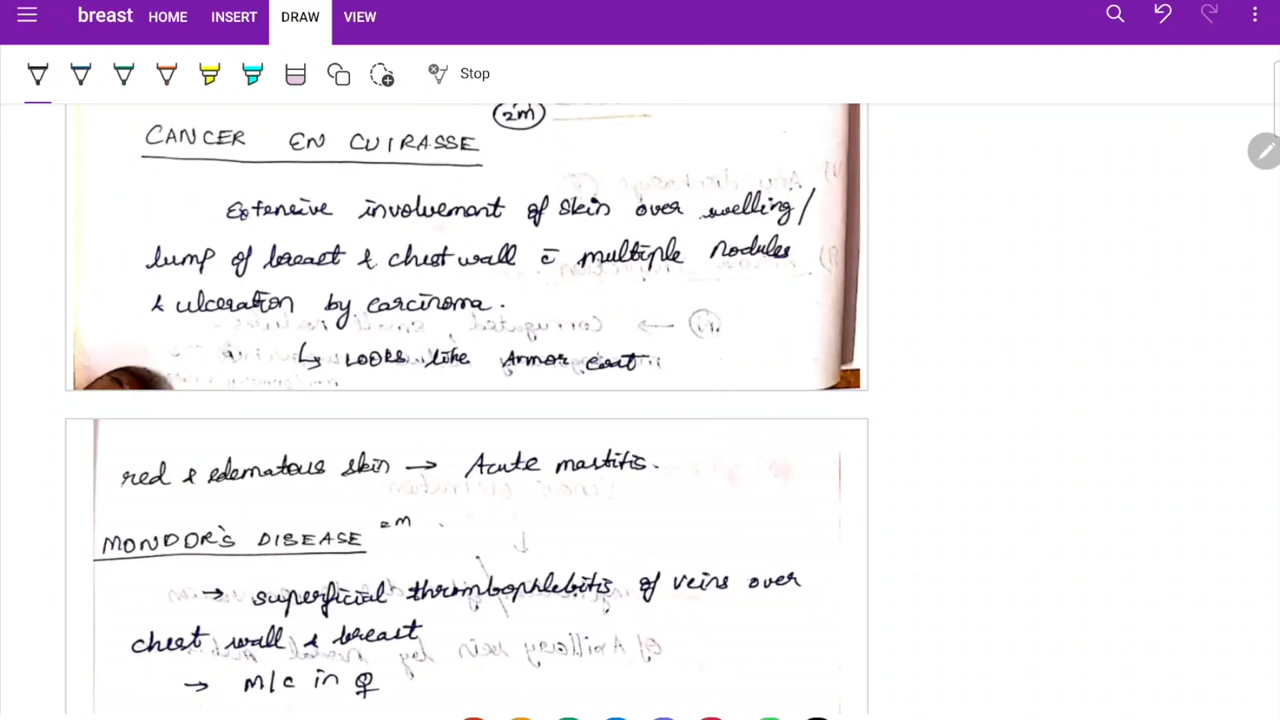 breast HOME INSERT DRAW VIEW
Stop
2m
CANCER EN CUIRASSE
Extensive involvement of skin over swelling/
lump of breast & chest wall c̄ multiple nodules
& ulceration by carcinoma.
↳ LOOKS like Armor coat
red & edematous skin → Acute mastitis.
MONDOR'S DISEASE 2m
→ superficial thrombophlebitis of veins over
chest wall & breast
→ M/C in ♀